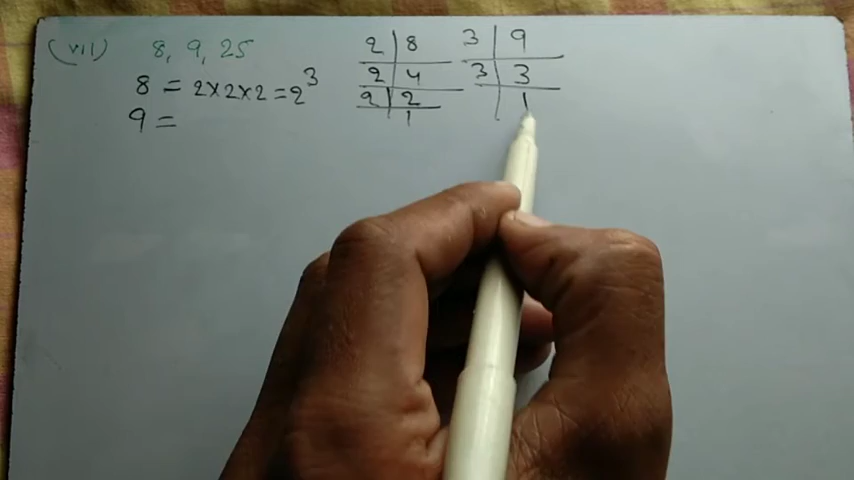 (vii) 8, 9, 25
8 = 2×2×2 = 2³
9 =
2 | 8
2 | 4
2 | 2
| 1
3 | 9
3 | 3
| 1